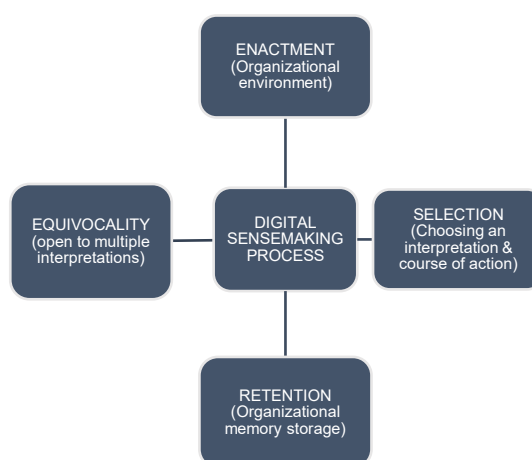 ENACTMENT
(Organizational
environment)
EQUIVOCALITY
(open to multiple
interpretations)
DIGITAL
SENSEMAKING
PROCESS
SELECTION
(Choosing an
interpretation &
course of action)
RETENTION
(Organizational
memory storage)